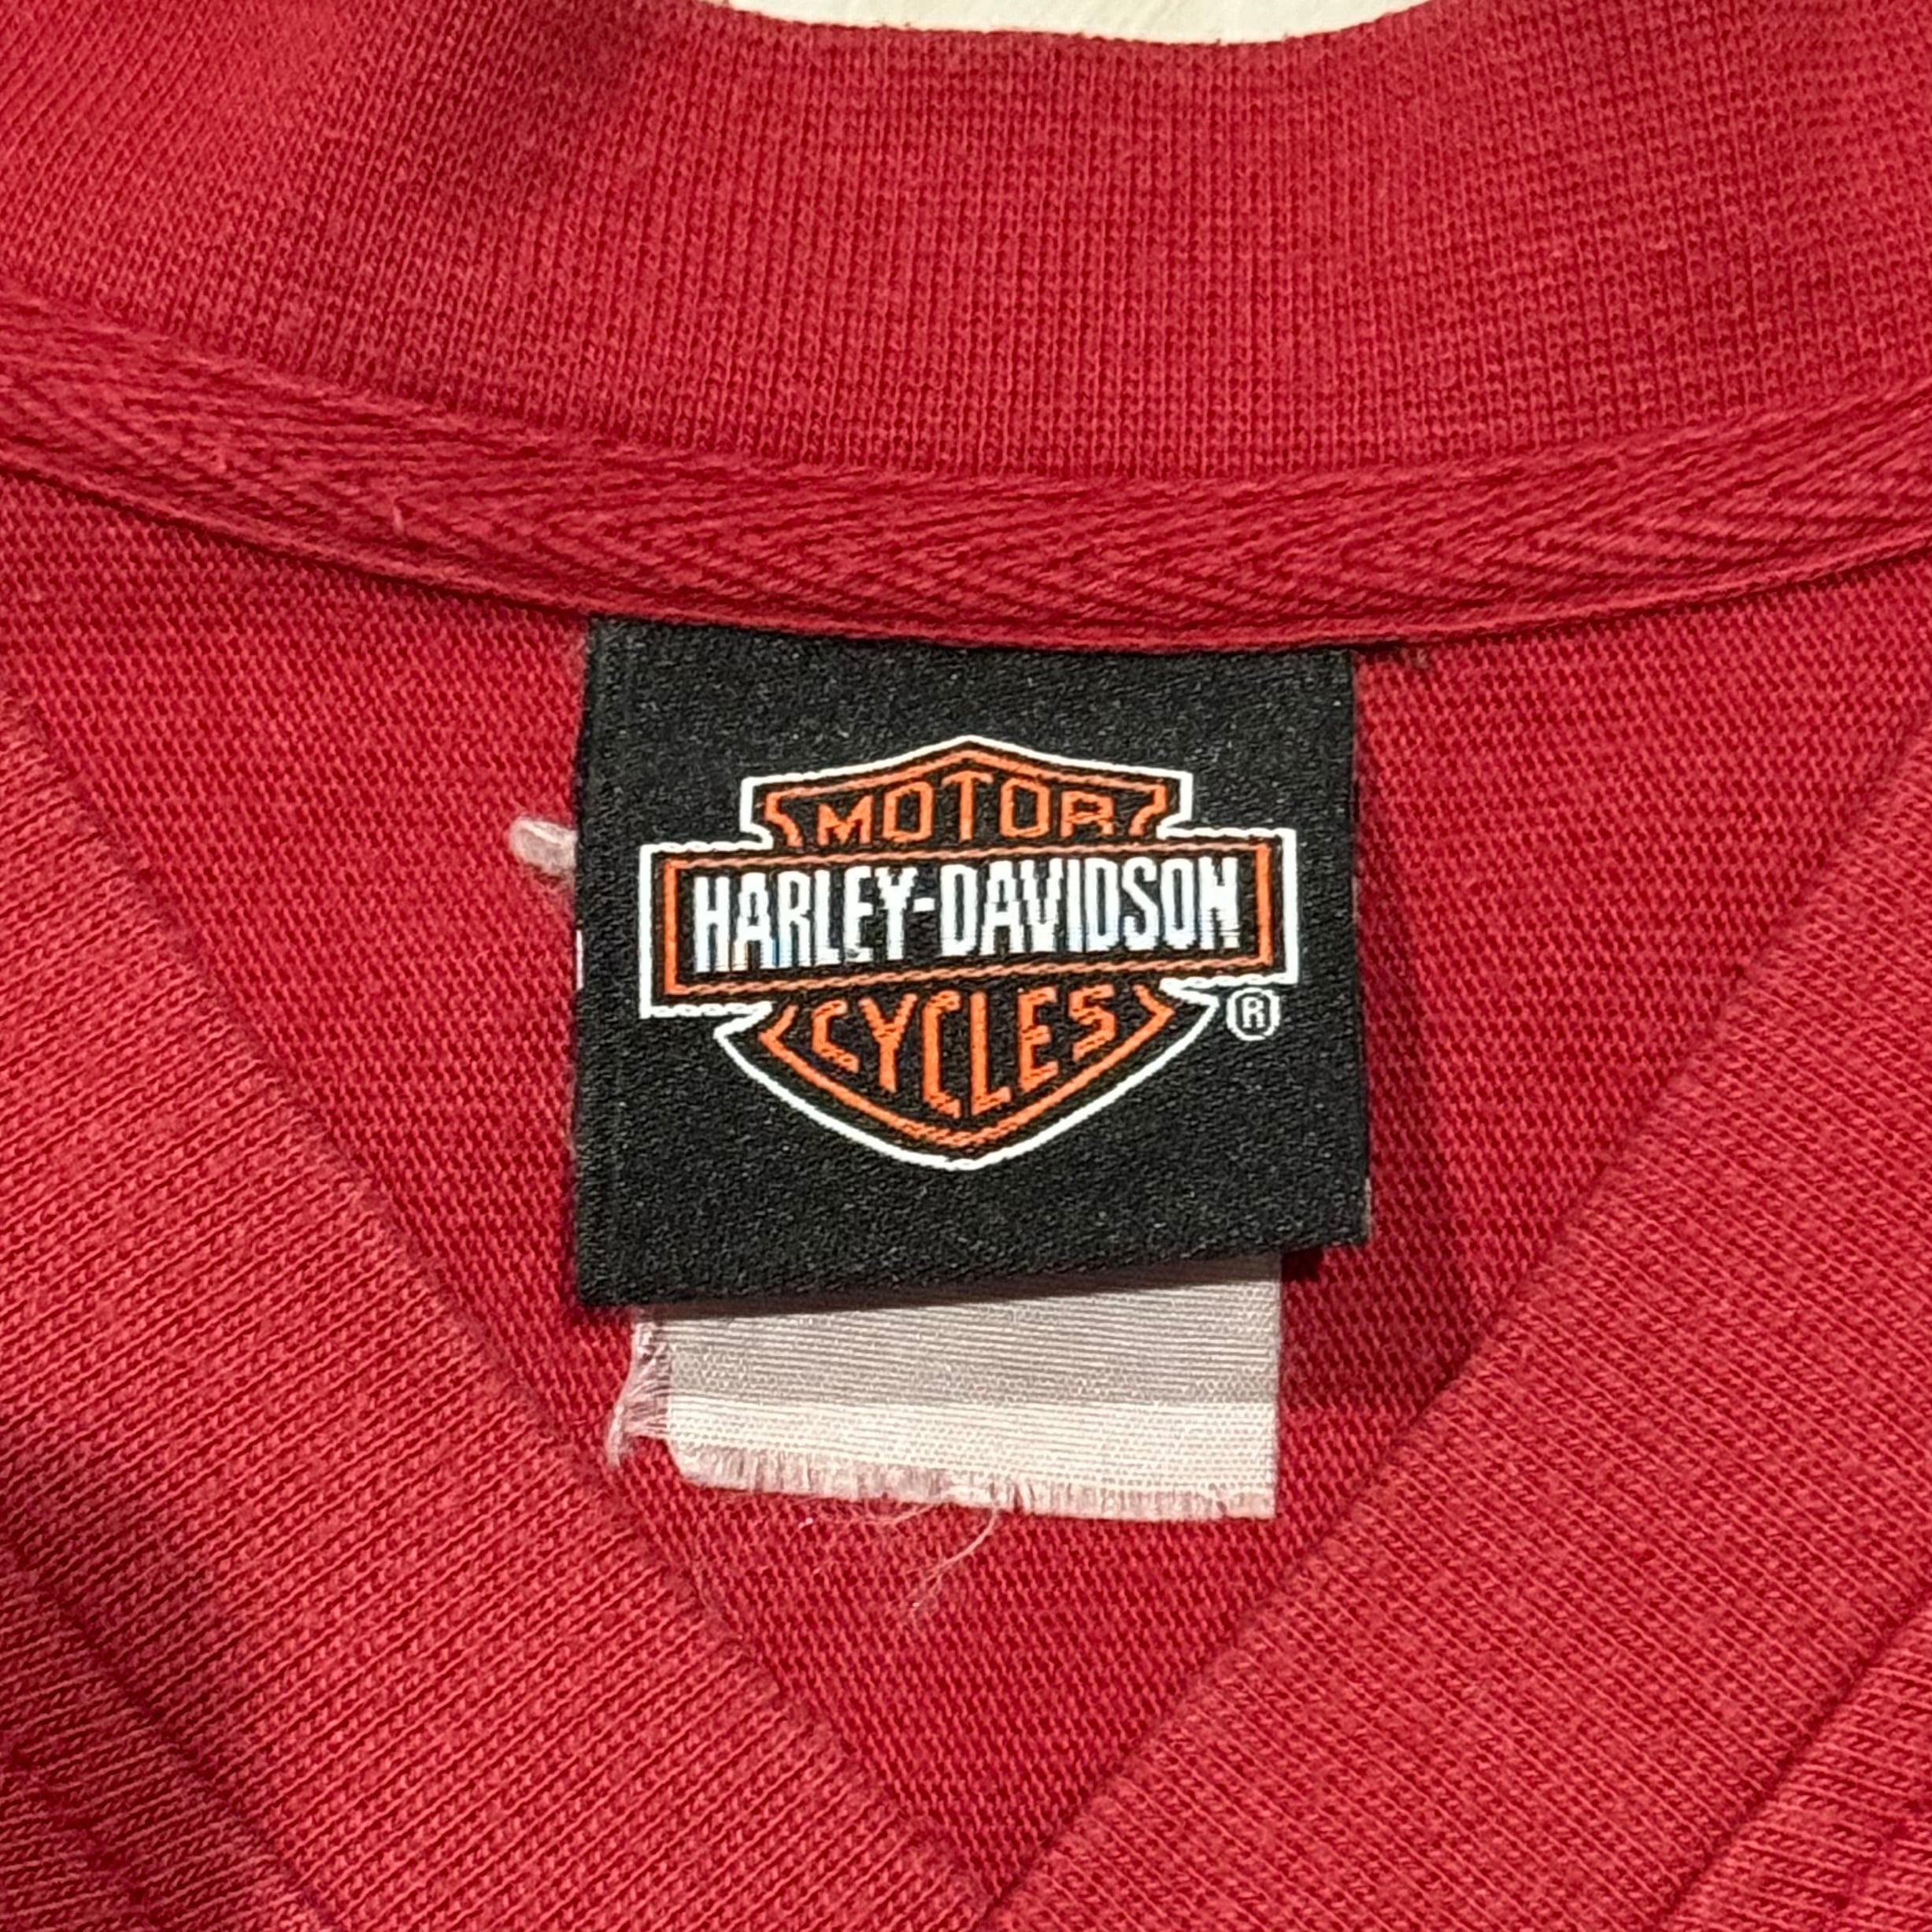 MOTOR
HARLEY-DAVIDSON
CYCLES
®